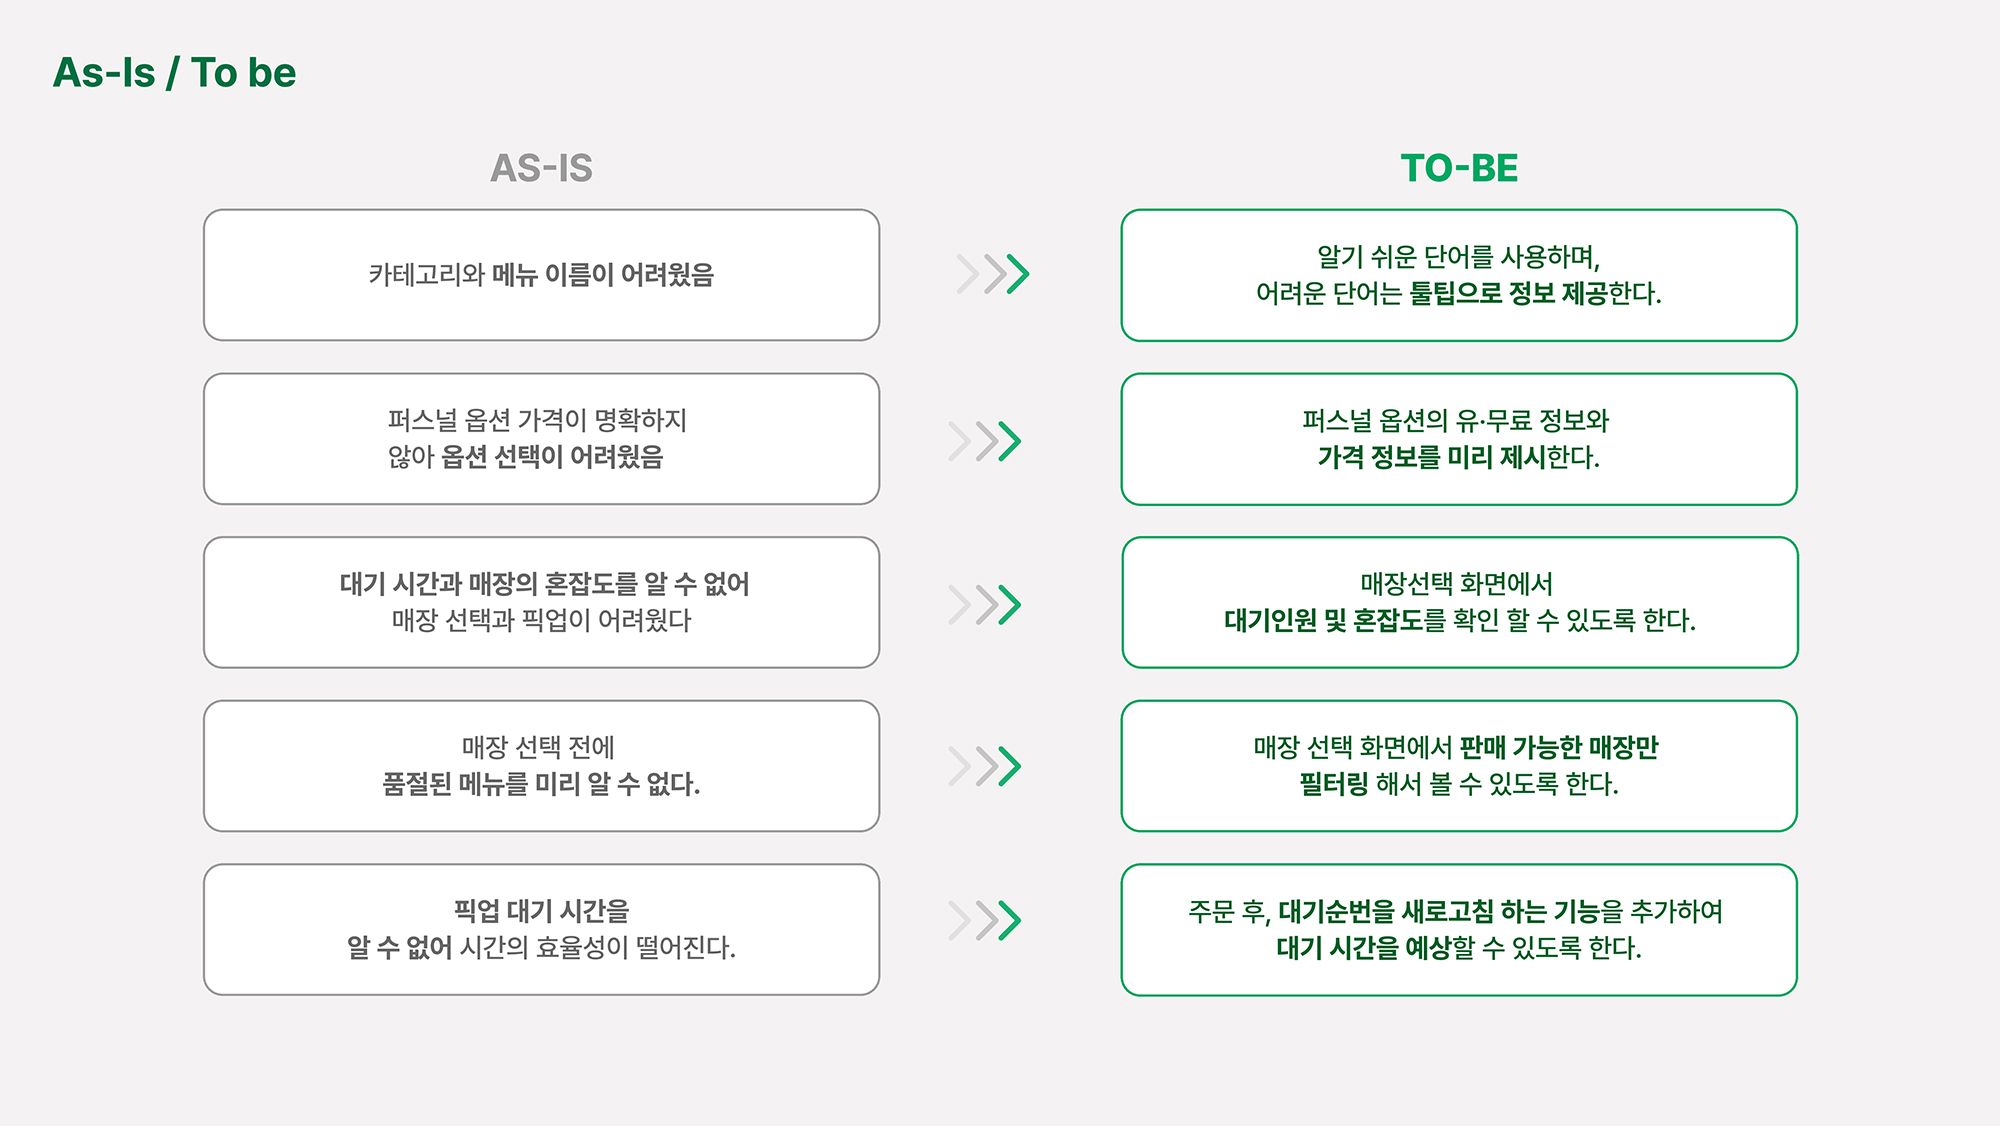 As-Is / To be
AS-IS
TO-BE
카테고리와 메뉴 이름이 어려웠음
알기 쉬운 단어를 사용하며,
어려운 단어는 툴팁으로 정보 제공한다.
퍼스널 옵션 가격이 명확하지
않아 옵션 선택이 어려웠음
퍼스널 옵션의 유·무료 정보와
가격 정보를 미리 제시한다.
대기 시간과 매장의 혼잡도를 알 수 없어
매장 선택과 픽업이 어려웠다
매장선택 화면에서
대기인원 및 혼잡도를 확인 할 수 있도록 한다.
매장 선택 전에
품절된 메뉴를 미리 알 수 없다.
매장 선택 화면에서 판매 가능한 매장만
필터링 해서 볼 수 있도록 한다.
픽업 대기 시간을
알 수 없어 시간의 효율성이 떨어진다.
주문 후, 대기순번을 새로고침 하는 기능을 추가하여
대기 시간을 예상할 수 있도록 한다.